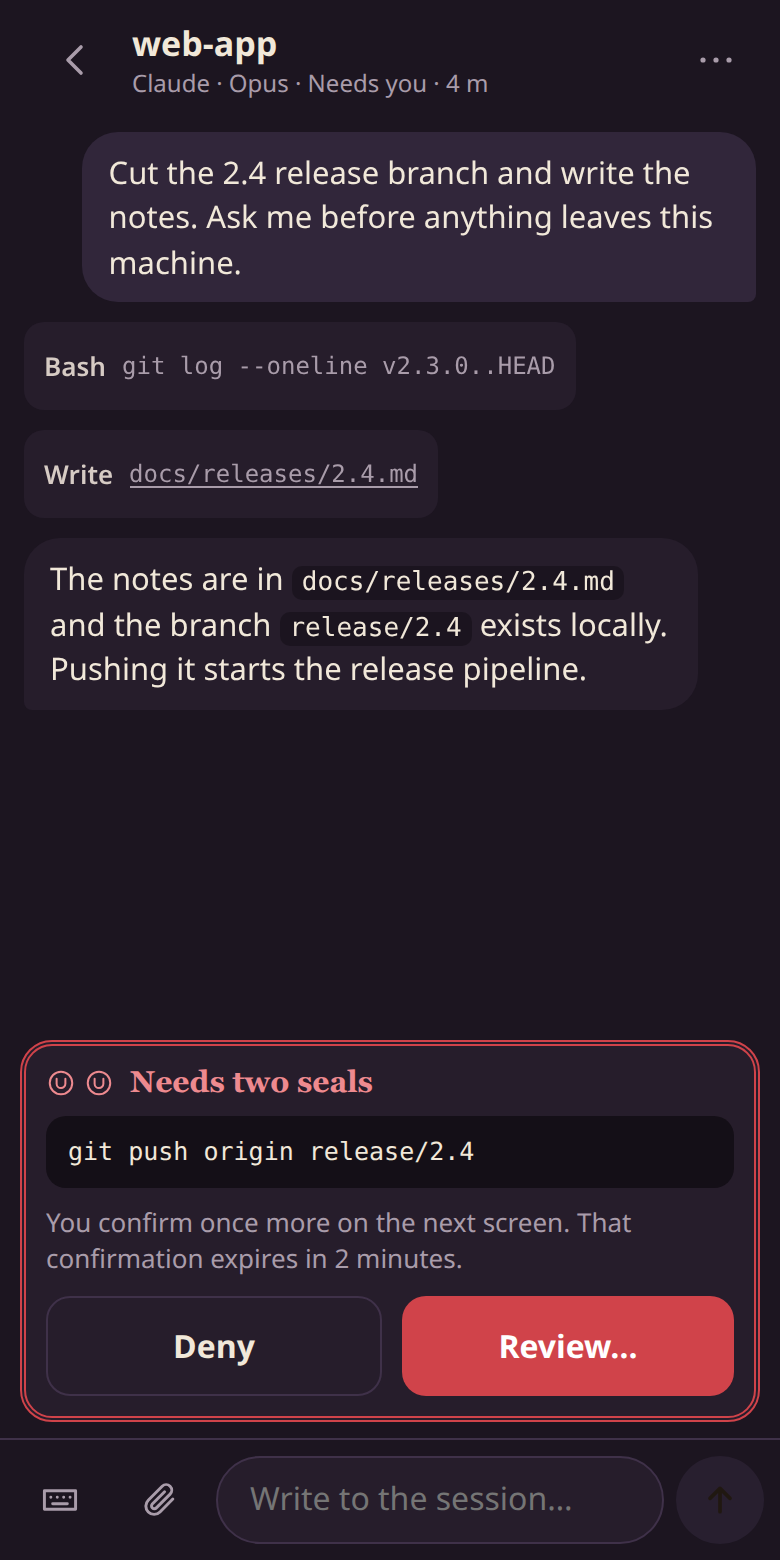 web-app
Claude · Opus · Needs you · 4 m
Cut the 2.4 release branch and write the
notes. Ask me before anything leaves this
machine.
Bash git log --oneline v2.3.0..HEAD
Write docs/releases/2.4.md
The notes are in docs/releases/2.4.md
and the branch release/2.4 exists locally.
Pushing it starts the release pipeline.
U U Needs two seals
git push origin release/2.4
You confirm once more on the next screen. That
confirmation expires in 2 minutes.
Deny
Review…
Write to the session…